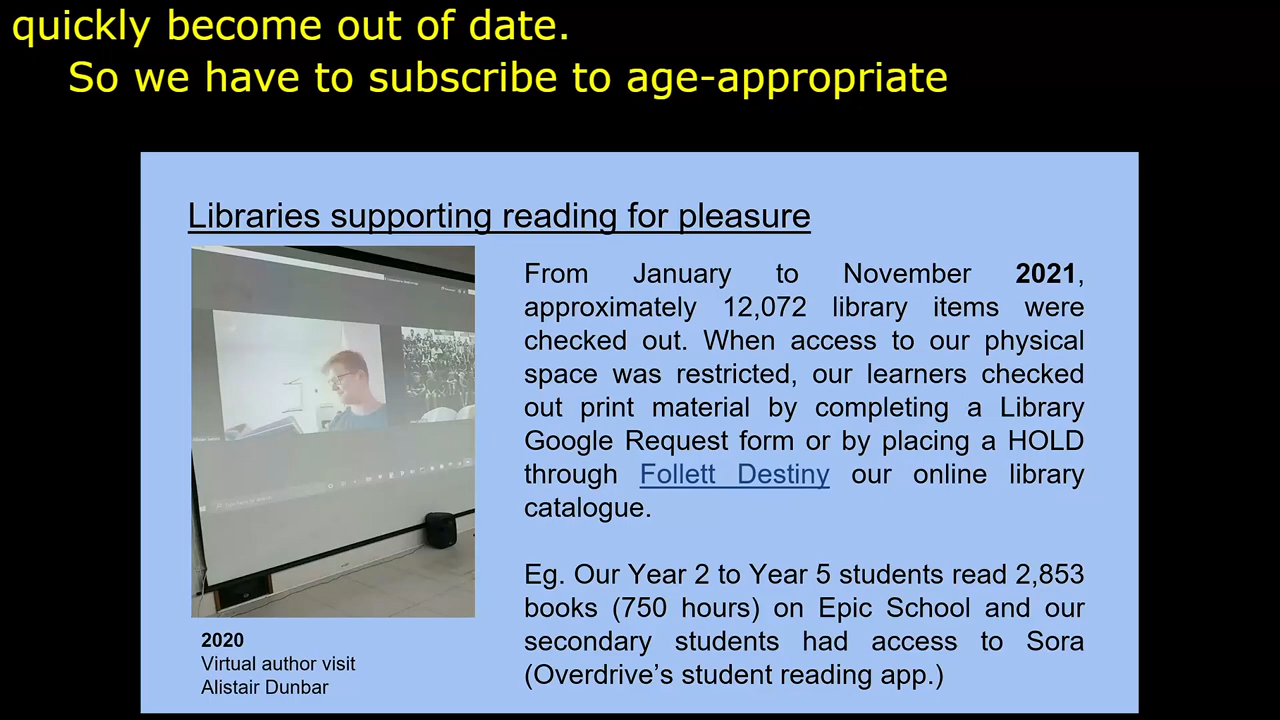 quickly become out of date.
So we have to subscribe to age-appropriate
Libraries supporting reading for pleasure
From January to November 2021,
approximately 12,072 library items were
checked out. When access to our physical
space was restricted, our learners checked
out print material by completing a Library
Google Request form or by placing a HOLD
through Follett Destiny our online library
catalogue.
Eg. Our Year 2 to Year 5 students read 2,853
books (750 hours) on Epic School and our
secondary students had access to Sora
(Overdrive’s student reading app.)
2020
Virtual author visit
Alistair Dunbar